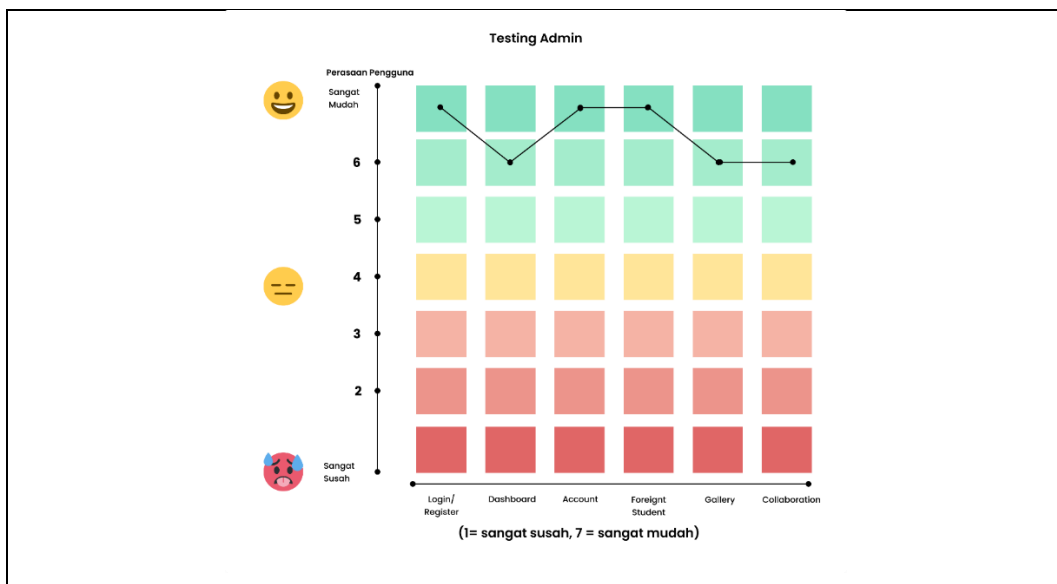 Testing Admin
Perasaan Pengguna
Sangat
Mudah
6
5
4
3
2
Sangat
Susah
Login/
Register
Dashboard
Account
Foreignt
Student
Gallery
Collaboration
(1= sangat susah, 7 = sangat mudah)